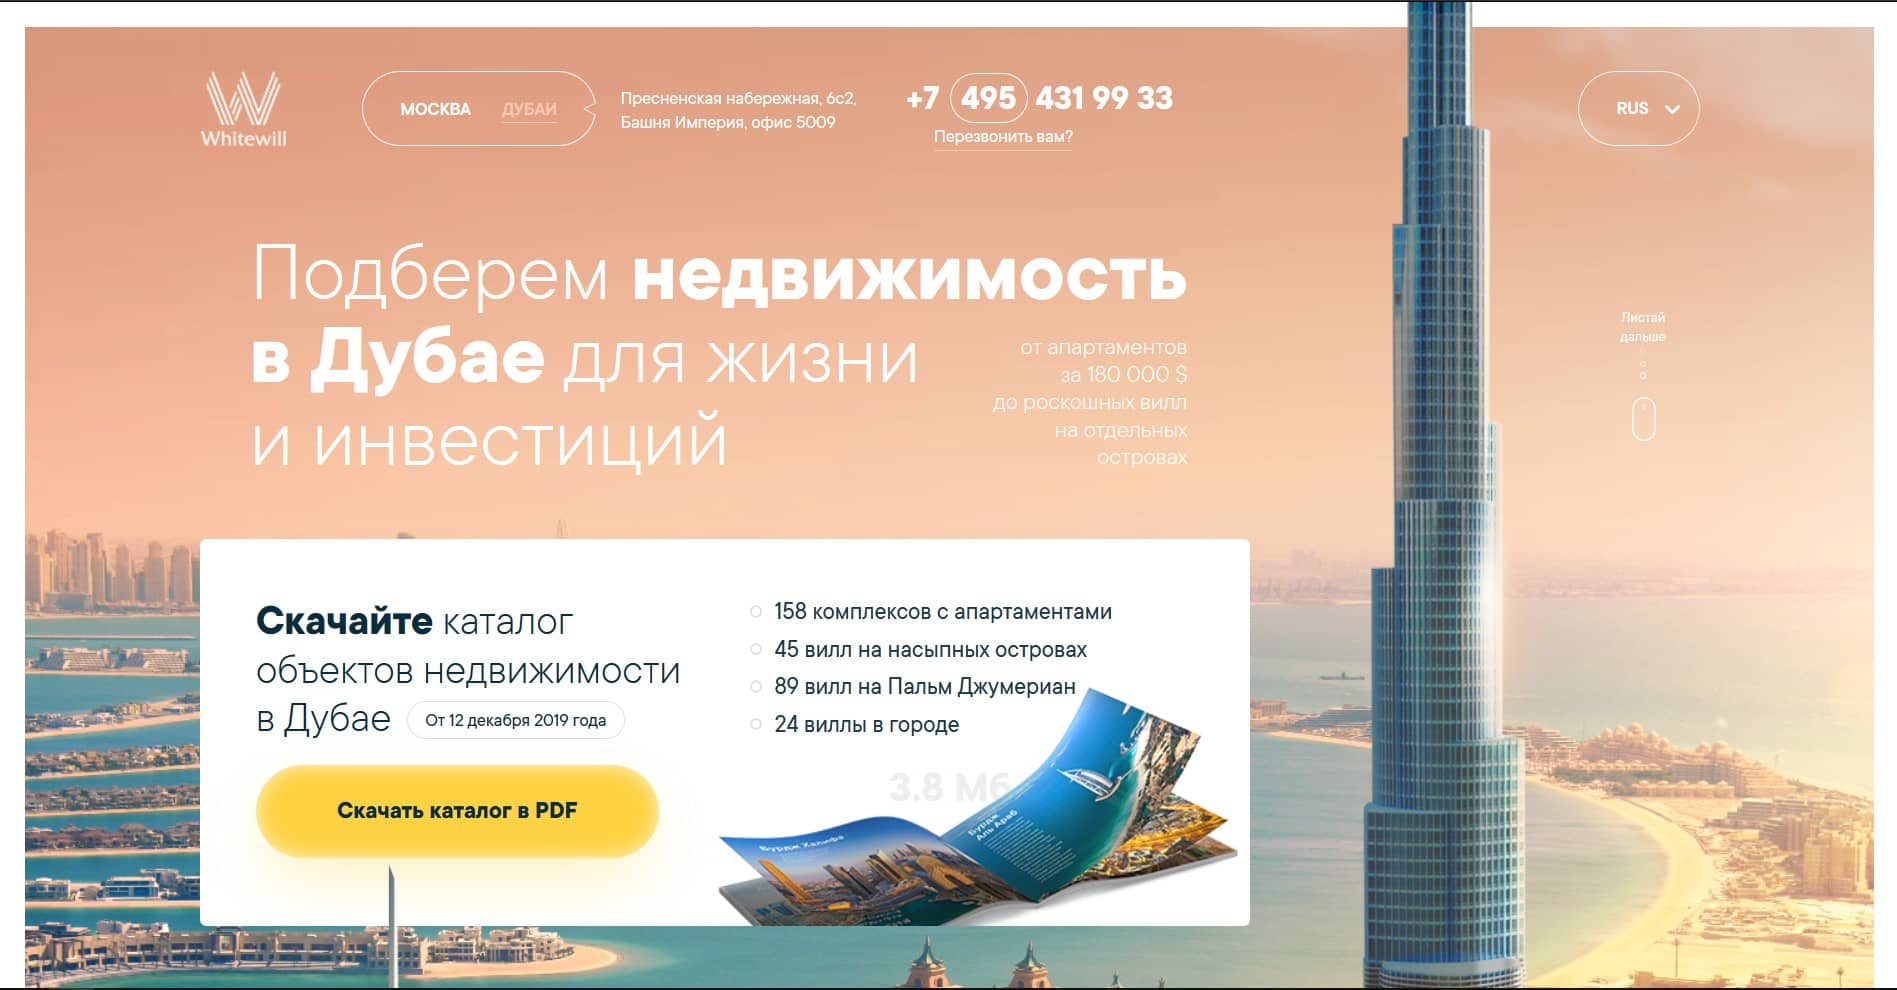 Whitewill
МОСКВА ДУБАИ
Пресненская набережная, 6с2,
Башня Империя, офис 5009
+7 495 431 99 33
Перезвонить вам?
RUS
Подберем недвижимость
в Дубае для жизни
и инвестиций
от апартаментов
за 180 000 $
до роскошных вилл
на отдельных
островах
Листай
дальше
Скачайте каталог
объектов недвижимости
в Дубае От 12 декабря 2019 года
Скачать каталог в PDF
158 комплексов с апартаментами
45 вилл на насыпных островах
89 вилл на Пальм Джумериан
24 виллы в городе
3.8 Мб
Бурдж Халифа
Бурдж
Аль Араб